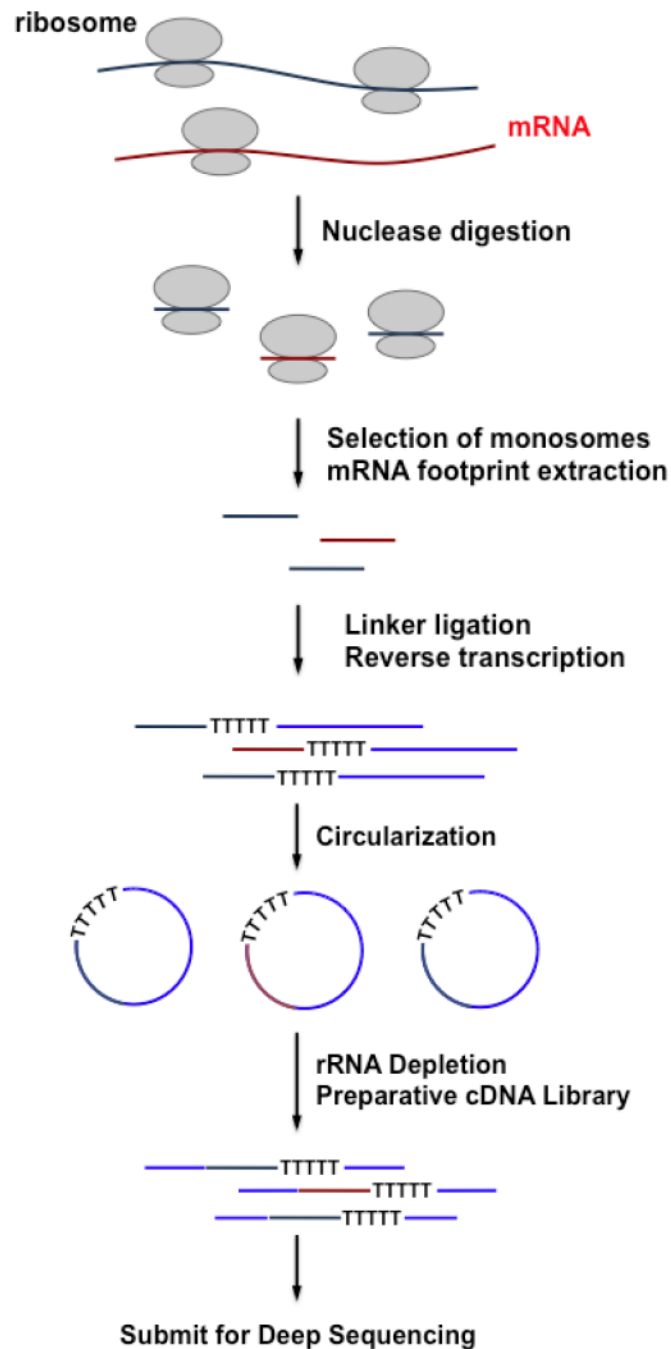 ribosome
mRNA
Nuclease digestion
Selection of monosomes
mRNA footprint extraction
Linker ligation
Reverse transcription
TTTTT
TTTTT
TTTTT
Circularization
TTTTT
TTTTT
TTTTT
rRNA Depletion
Preparative cDNA Library
TTTTT
TTTTT
TTTTT
Submit for Deep Sequencing